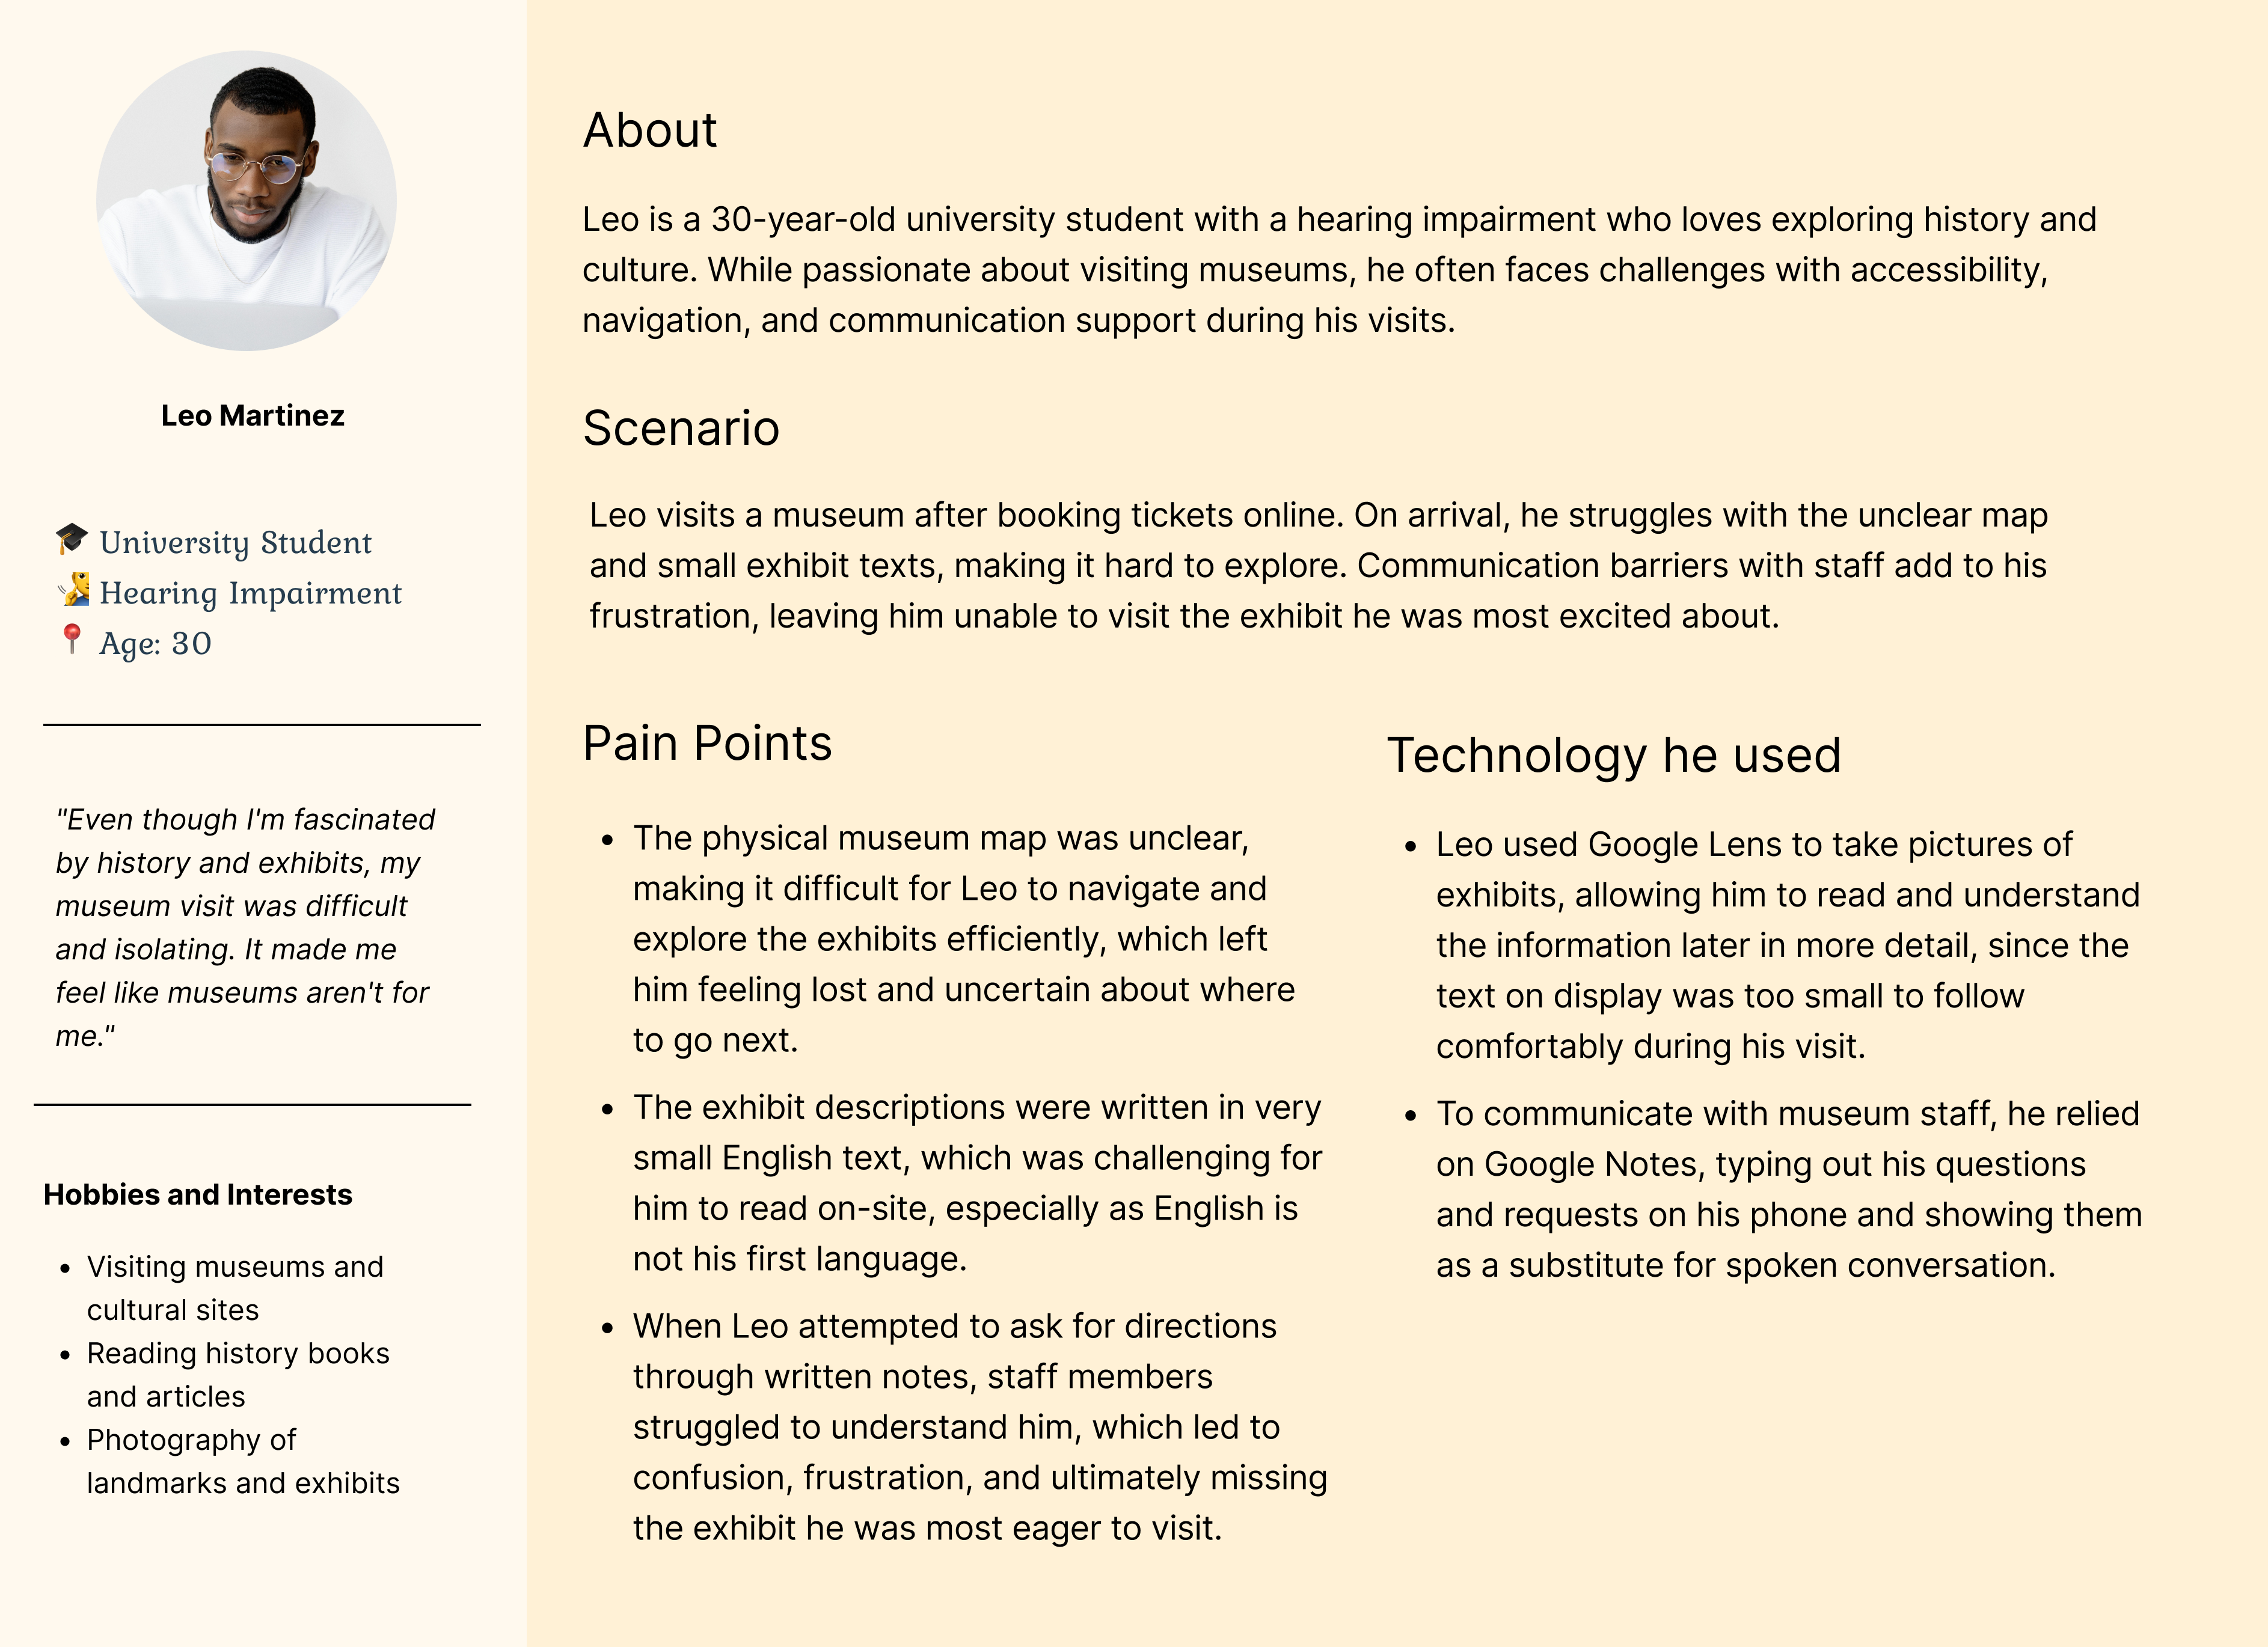 Leo Martinez
🎓 University Student
🧏 Hearing Impairment
📍 Age: 30
"Even though I'm fascinated
by history and exhibits, my
museum visit was difficult
and isolating. It made me
feel like museums aren't for
me."
Hobbies and Interests
• Visiting museums and
cultural sites
• Reading history books
and articles
• Photography of
landmarks and exhibits
About
Leo is a 30-year-old university student with a hearing impairment who loves exploring history and
culture. While passionate about visiting museums, he often faces challenges with accessibility,
navigation, and communication support during his visits.
Scenario
Leo visits a museum after booking tickets online. On arrival, he struggles with the unclear map
and small exhibit texts, making it hard to explore. Communication barriers with staff add to his
frustration, leaving him unable to visit the exhibit he was most excited about.
Pain Points
• The physical museum map was unclear,
making it difficult for Leo to navigate and
explore the exhibits efficiently, which left
him feeling lost and uncertain about where
to go next.
• The exhibit descriptions were written in very
small English text, which was challenging for
him to read on-site, especially as English is
not his first language.
• When Leo attempted to ask for directions
through written notes, staff members
struggled to understand him, which led to
confusion, frustration, and ultimately missing
the exhibit he was most eager to visit.
Technology he used
• Leo used Google Lens to take pictures of
exhibits, allowing him to read and understand
the information later in more detail, since the
text on display was too small to follow
comfortably during his visit.
• To communicate with museum staff, he relied
on Google Notes, typing out his questions
and requests on his phone and showing them
as a substitute for spoken conversation.